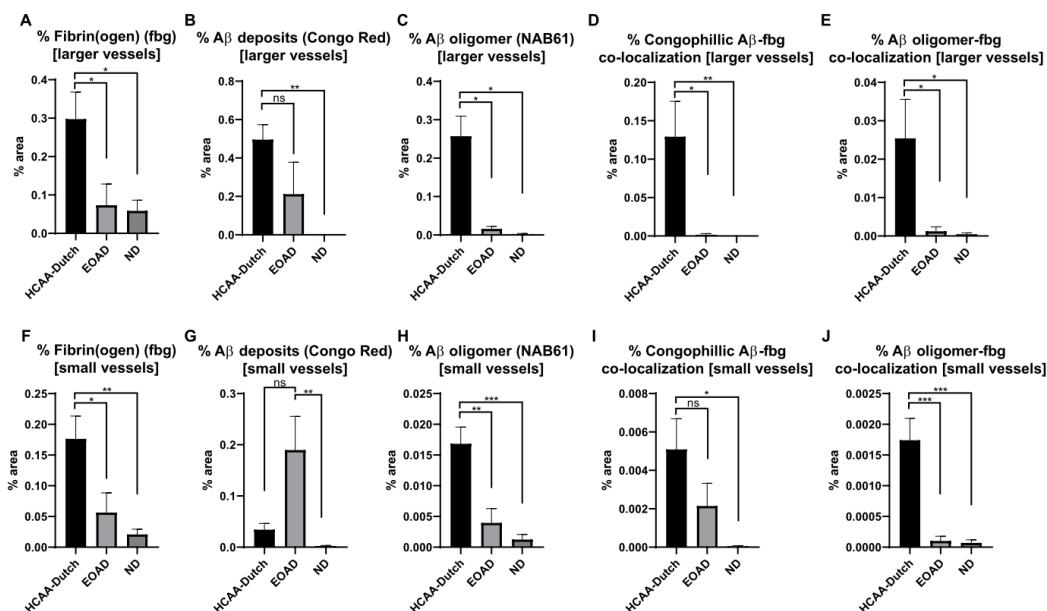 A
% Fibrin(ogen) (fbg)
[larger vessels]
*
*
% area
0.4
0.3
0.2
0.1
0.0
HCAA-Dutch
EOAD
ND
B
% Aβ deposits (Congo Red)
[larger vessels]
**
ns
% area
0.8
0.6
0.4
0.2
0.0
HCAA-Dutch
EOAD
ND
C
% Aβ oligomer (NAB61)
[larger vessels]
*
*
% area
0.4
0.3
0.2
0.1
0.0
HCAA-Dutch
EOAD
ND
D
% Congophillic Aβ-fbg
co-localization [larger vessels]
**
*
% area
0.20
0.15
0.10
0.05
0.00
HCAA-Dutch
EOAD
ND
E
% Aβ oligomer-fbg
co-localization [larger vessels]
*
*
% area
0.04
0.03
0.02
0.01
0.00
HCAA-Dutch
EOAD
ND
F
% Fibrin(ogen) (fbg)
[small vessels]
**
*
% area
0.25
0.20
0.15
0.10
0.05
0.00
HCAA-Dutch
EOAD
ND
G
% Aβ deposits (Congo Red)
[small vessels]
ns
**
% area
0.3
0.2
0.1
0.0
HCAA-Dutch
EOAD
ND
H
% Aβ oligomer (NAB61)
[small vessels]
***
**
% area
0.025
0.020
0.015
0.010
0.005
0.000
HCAA-Dutch
EOAD
ND
I
% Congophillic Aβ-fbg
co-localization [small vessels]
*
ns
% area
0.008
0.006
0.004
0.002
0.000
HCAA-Dutch
EOAD
ND
J
% Aβ oligomer-fbg
co-localization [small vessels]
***
***
% area
0.0025
0.0020
0.0015
0.0010
0.0005
0.0000
HCAA-Dutch
EOAD
ND